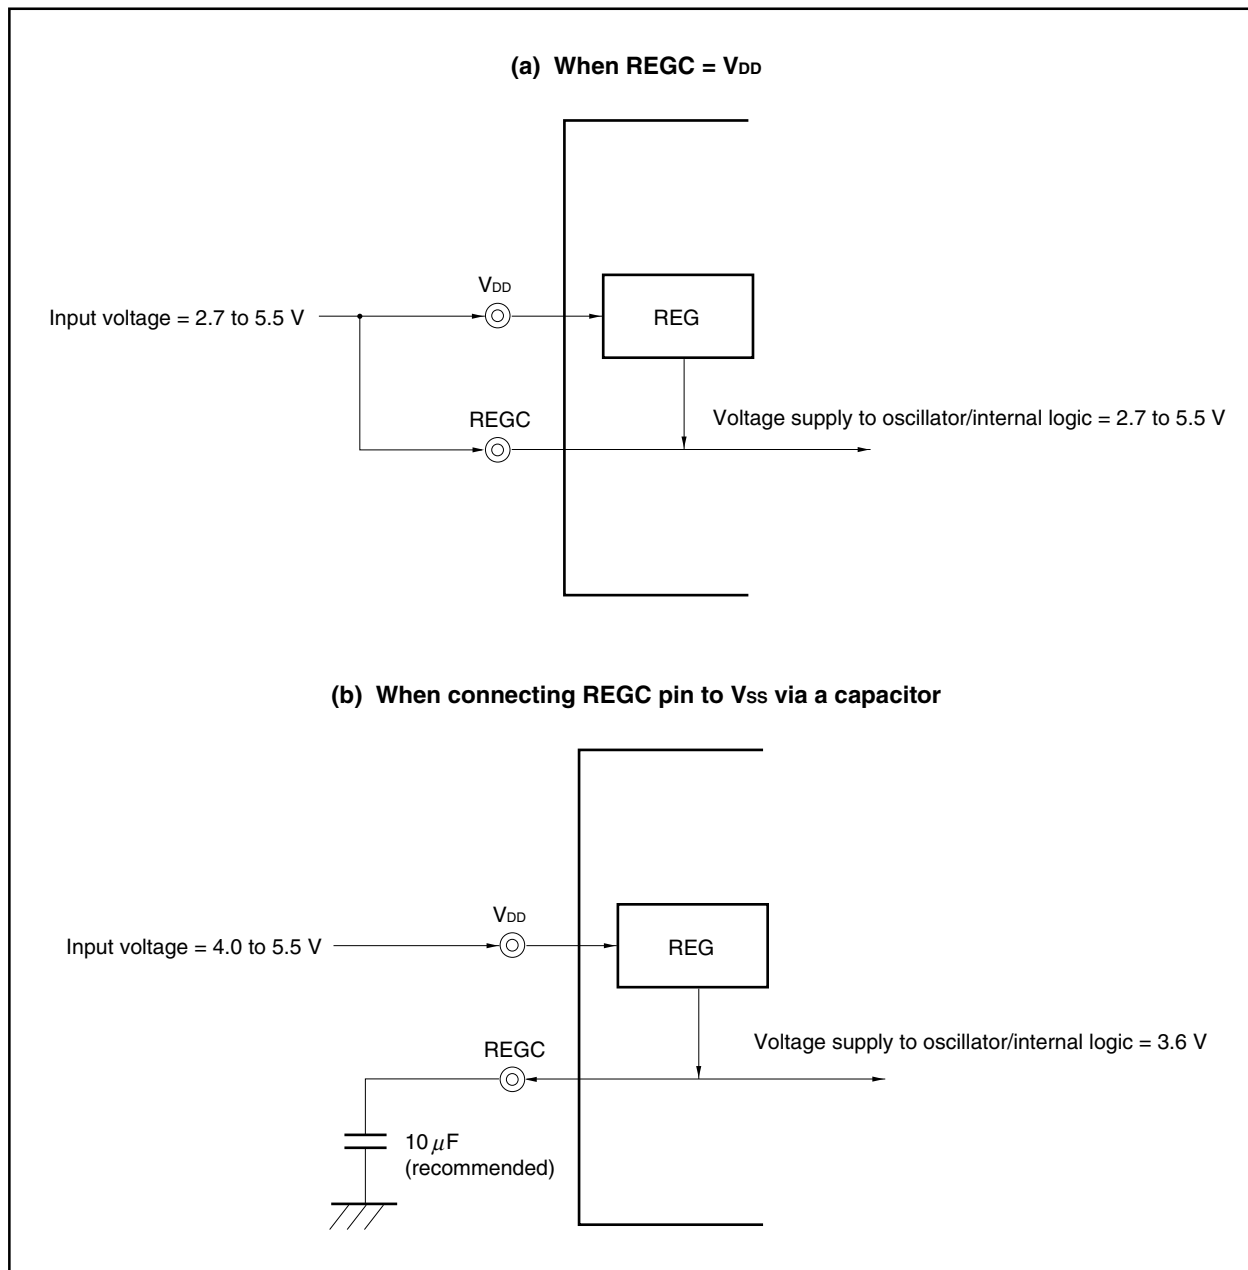 (a) When REGC = VDD
VDD
Input voltage = 2.7 to 5.5 V
REG
REGC
Voltage supply to oscillator/internal logic = 2.7 to 5.5 V
(b) When connecting REGC pin to VSS via a capacitor
VDD
Input voltage = 4.0 to 5.5 V
REG
REGC
Voltage supply to oscillator/internal logic = 3.6 V
10 μF
(recommended)